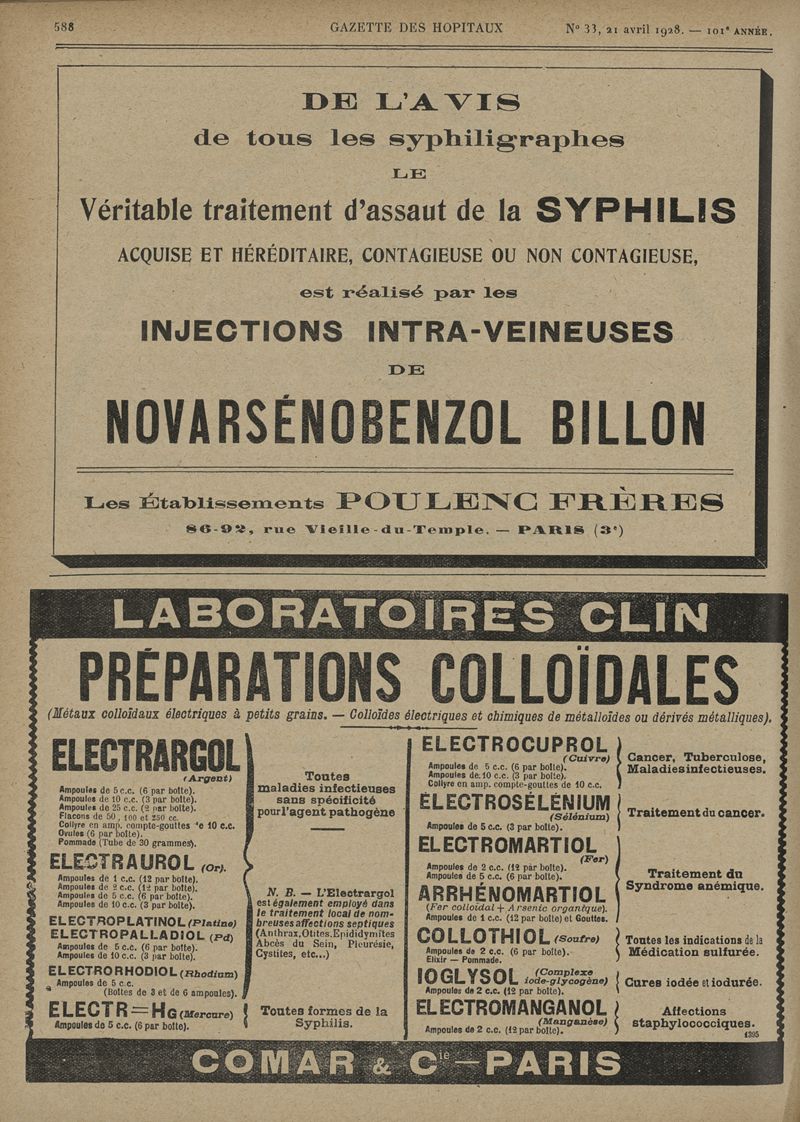 588 GAZETTE DES HOPITAUX N° 33, 21 avril 1928. — 101e ANNÉE.
DE L'AVIS
de tous les syphiligraphes
LE
Véritable traitement d'assaut de la SYPHILIS
ACQUISE ET HÉRÉDITAIRE, CONTAGIEUSE OU NON CONTAGIEUSE,
est réalisé par les
INJECTIONS INTRA-VEINEUSES
DE
NOVARSÉNOBENZOL BILLON
Les Établissements POULENC FRÈRES
86-92, rue Vieille-du-Temple. — PARIS (3e)
LABORATOIRES CLIN
PRÉPARATIONS COLLOÏDALES
(Métaux colloïdaux électriques à petits grains. — Colloïdes électriques et chimiques de métalloïdes ou dérivés métalliques).
ELECTRARGOL
(Argent)
Ampoules de 5 c.c. (6 par boîte).
Ampoules de 10 c.c. (3 par boîte).
Ampoules de 25 c.c. (2 par boîte).
Flacons de 50, 100 et 250 cc.
Collyre en amp. compte-gouttes de 10 c.c.
Ovules (6 par boîte).
Pommade (Tube de 30 grammes).
ELECTRAUROL (Or).
Ampoules de 1 c.c. (12 par boîte).
Ampoules de 2 c.c. (12 par boîte).
Ampoules de 5 c.c. (6 par boîte).
Ampoules de 10 c.c. (3 par boîte).
ELECTROPLATINOL (Platine)
ELECTROPALLADIOL (Pd)
Ampoules de 5 c.c. (6 par boîte).
Ampoules de 10 c.c. (3 par boîte).
ELECTRORHODIOL (Rhodium)
Ampoules de 5 c.c.
(Boîtes de 3 et de 6 ampoules).
Toutes
maladies infectieuses
sans spécificité
pour l'agent pathogène
N. B. — L'Electrargol
est également employé dans
le traitement local de nom-
breuses affections septiques
(Anthrax, Otites, Epididymites
Abcès du Sein, Pleurésie,
Cystites, etc...)
ELECTR=HG (Mercure)
Ampoules de 5 c.c. (6 par boîte).
Toutes formes de la
Syphilis.
ELECTROCUPROL
(Cuivre)
Ampoules de 5 c.c. (6 par boîte).
Ampoules de 10 c.c. (3 par boîte).
Collyre en amp. compte-gouttes de 10 c.c.
Cancer, Tuberculose,
Maladies infectieuses.
ÉLECTROSÉLÉNIUM
(Sélénium)
Ampoules de 5 c.c. (3 par boîte).
Traitement du cancer.
ELECTROMARTIOL
(Fer)
Ampoules de 2 c.c. (12 par boîte).
Ampoules de 5 c.c. (6 par boîte).
ARRHÉNOMARTIOL
(Fer colloïdal + Arsenic organique).
Ampoules de 1 c.c. (12 par boîte) et Gouttes.
Traitement du
Syndrome anémique.
COLLOTHIOL (Soufre)
Ampoules de 2 c.c. (6 par boîte).
Elixir — Pommade.
Toutes les indications de la
Médication sulfurée.
IOGLYSOL (Complexe
iode-glycogène)
Ampoules de 2 c.c. (12 par boîte).
Cures iodée et iodurée.
ELECTROMANGANOL
(Manganèse)
Ampoules de 2 c.c. (12 par boîte).
Affections
staphylococciques.
1395
COMAR & Cie — PARIS